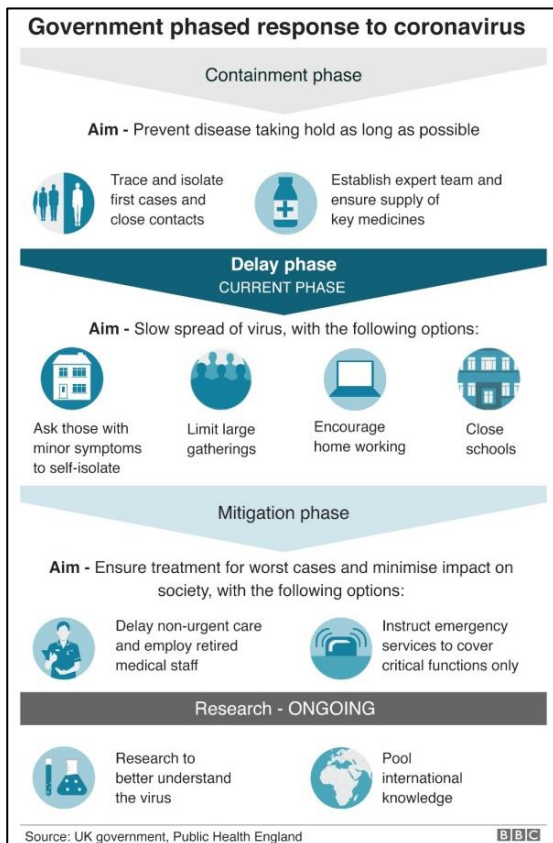 Government phased response to coronavirus
Containment phase
Aim - Prevent disease taking hold as long as possible
Trace and isolate
first cases and
close contacts
Establish expert team and
ensure supply of
key medicines
Delay phase
CURRENT PHASE
Aim - Slow spread of virus, with the following options:
Ask those with
minor symptoms
to self-isolate
Limit large
gatherings
Encourage
home working
Close
schools
Mitigation phase
Aim - Ensure treatment for worst cases and minimise impact on
society, with the following options:
Delay non-urgent care
and employ retired
medical staff
Instruct emergency
services to cover
critical functions only
Research - ONGOING
Research to
better understand
the virus
Pool
international
knowledge
Source: UK government, Public Health England
BBC